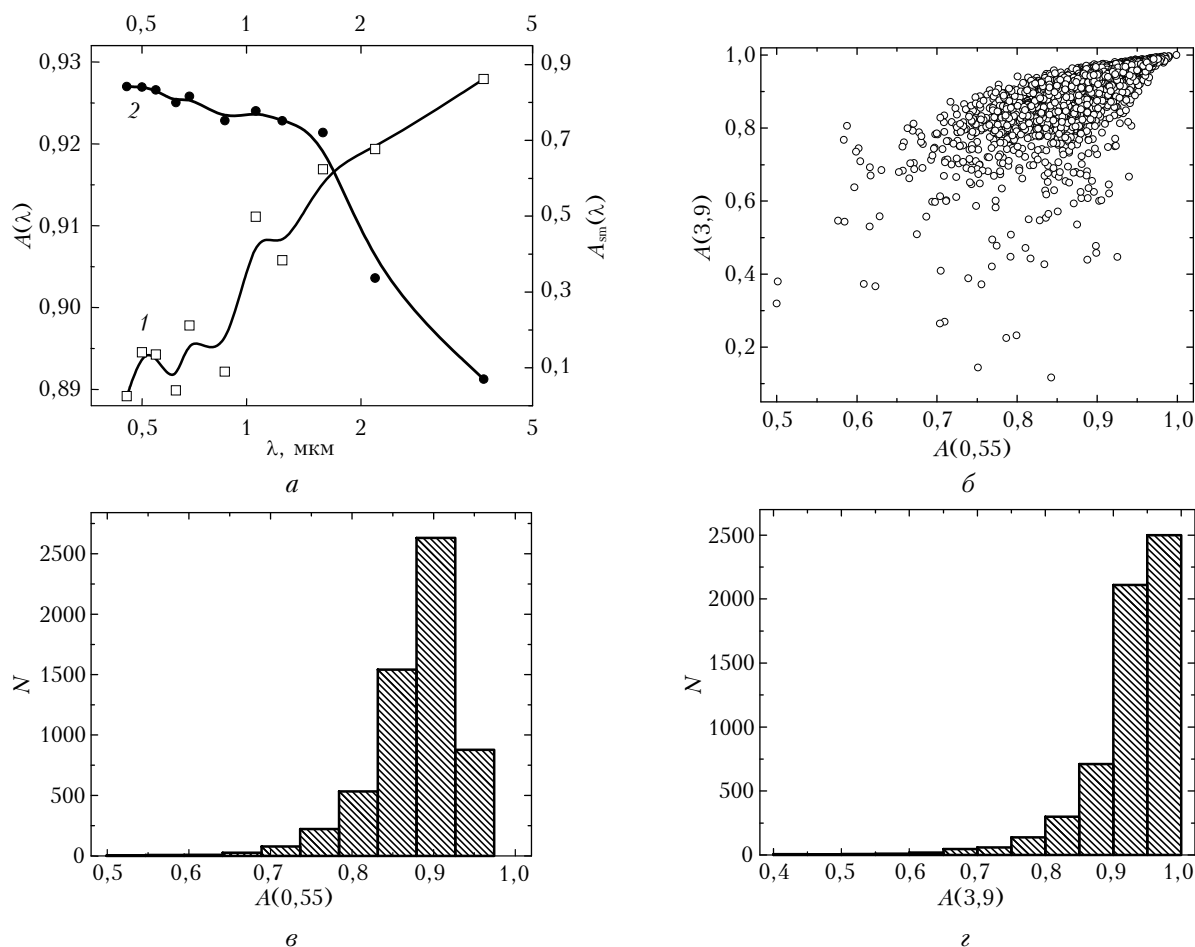 0,5 1 2 5
0,93 0,92 0,91 0,90 0,89
A(λ)
2
1
0,9 0,7 0,5 0,3 0,1
A_sm(λ)
0,5 1 2 5
λ, мкм
а
1,0 0,8 0,6 0,4 0,2
A(3,9)
0,5 0,6 0,7 0,8 0,9 1,0
A(0,55)
б
2500 2000 1500 1000 500 0
N
0,5 0,6 0,7 0,8 0,9 1,0
A(0,55)
в
2500 2000 1500 1000 500 0
N
0,4 0,5 0,6 0,7 0,8 0,9 1,0
A(3,9)
г